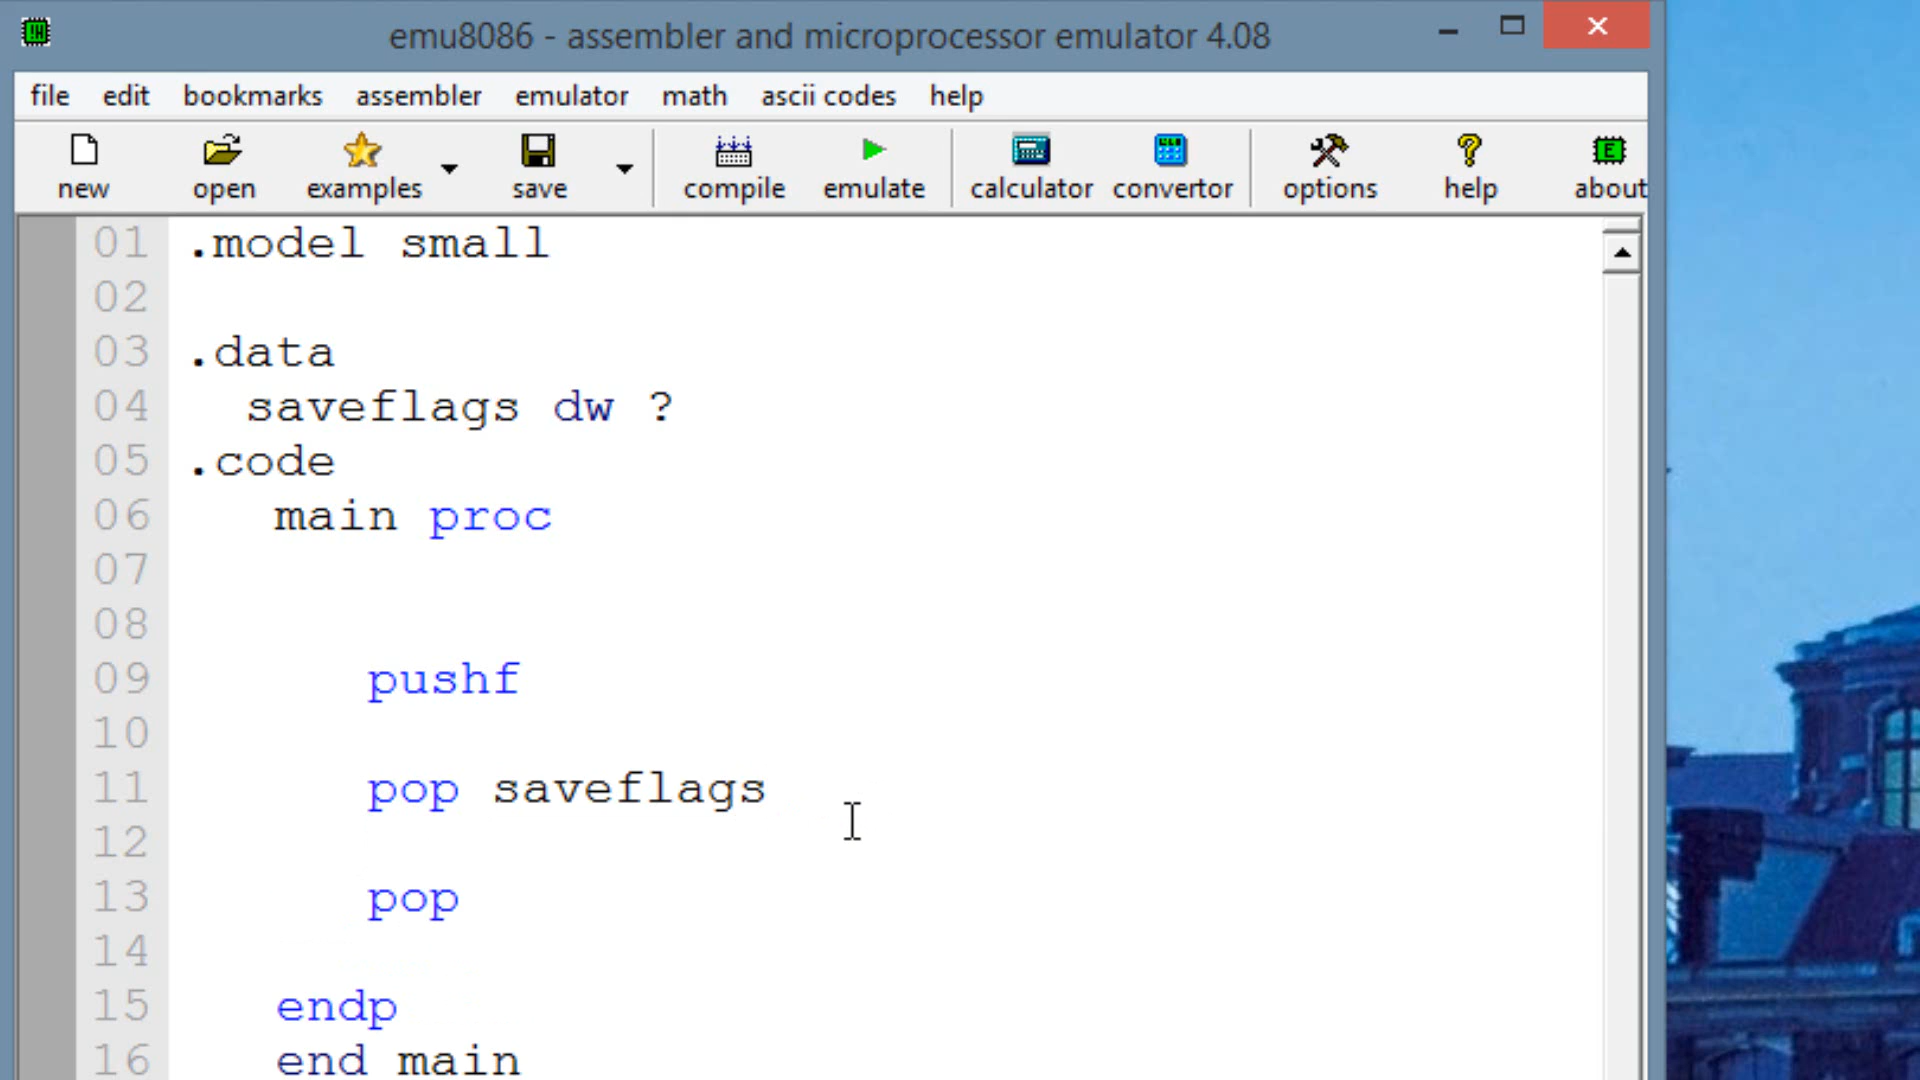 emu8086 - assembler and microprocessor emulator 4.08
file edit bookmarks assembler emulator math ascii codes help
new open examples save compile emulate calculator convertor options help about
01 .model small
02
03 .data
04 saveflags dw ?
05 .code
06 main proc
07
08
09 pushf
10
11 pop saveflags
12
13 pop
14
15 endp
16 end main